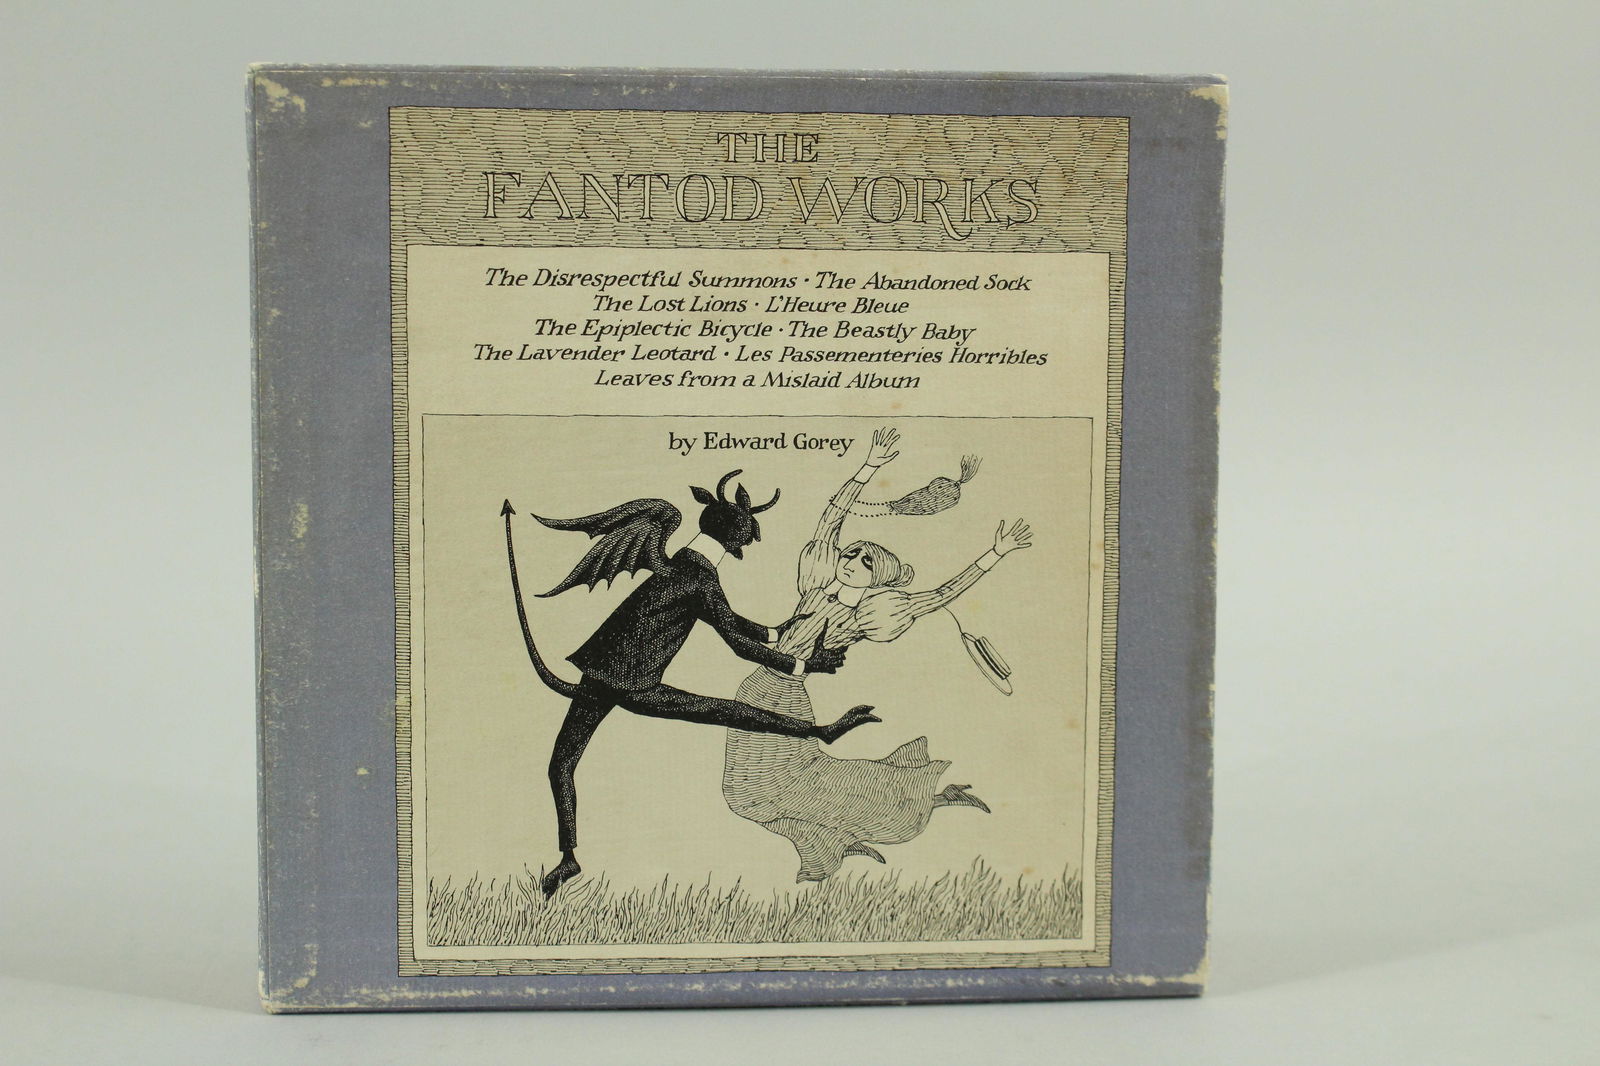 THE
FANTOD WORKS
The Disrespectful Summons · The Abandoned Sock
The Lost Lions · L'Heure Bleue
The Epiplectic Bicycle · The Beastly Baby
The Lavender Leotard · Les Passementeries Horribles
Leaves from a Mislaid Album
by Edward Gorey